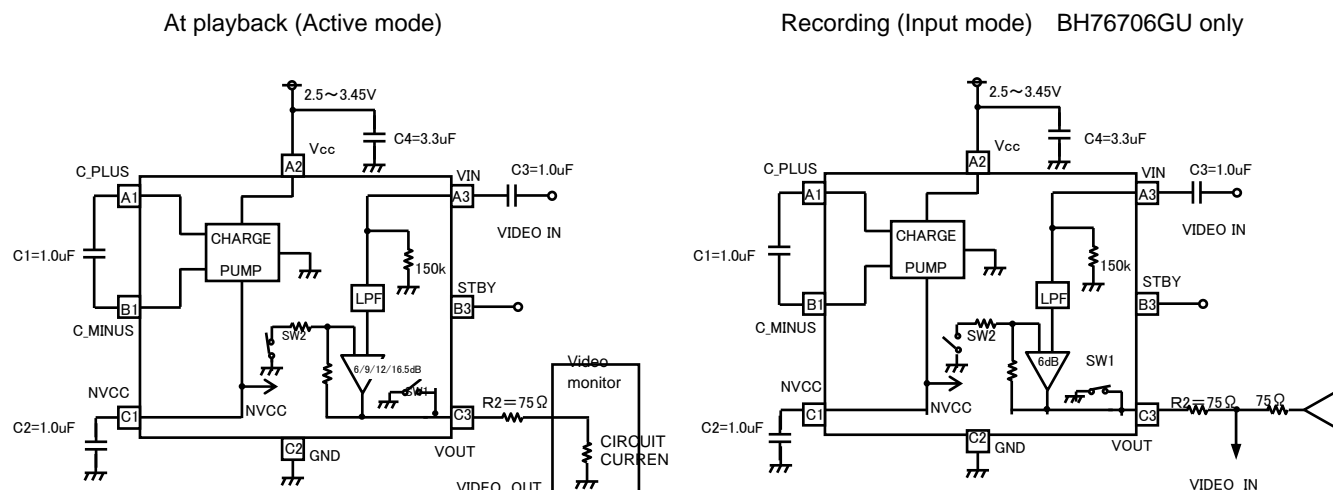 At playback (Active mode)
2.5～3.45V
C4=3.3uF
Vcc
A2
C_PLUS
A1
VIN
C3=1.0uF
A3
VIDEO IN
CHARGE
PUMP
C1=1.0uF
150k
LPF
STBY
B3
B1
C_MINUS
SW2
6/9/12/16.5dB
SW1
Video
monitor
NVCC
NVCC
C1
C3
R2=75Ω
C2=1.0uF
C2
GND
VOUT
CIRCUIT
CURREN
VIDEO OUT
Recording (Input mode) BH76706GU only
2.5～3.45V
C4=3.3uF
Vcc
A2
C_PLUS
A1
VIN
C3=1.0uF
A3
VIDEO IN
CHARGE
PUMP
C1=1.0uF
150k
LPF
STBY
B3
B1
C_MINUS
SW2
6dB
SW1
NVCC
NVCC
C1
C3
R2=75Ω
75Ω
C2=1.0uF
C2
GND
VOUT
VIDEO IN